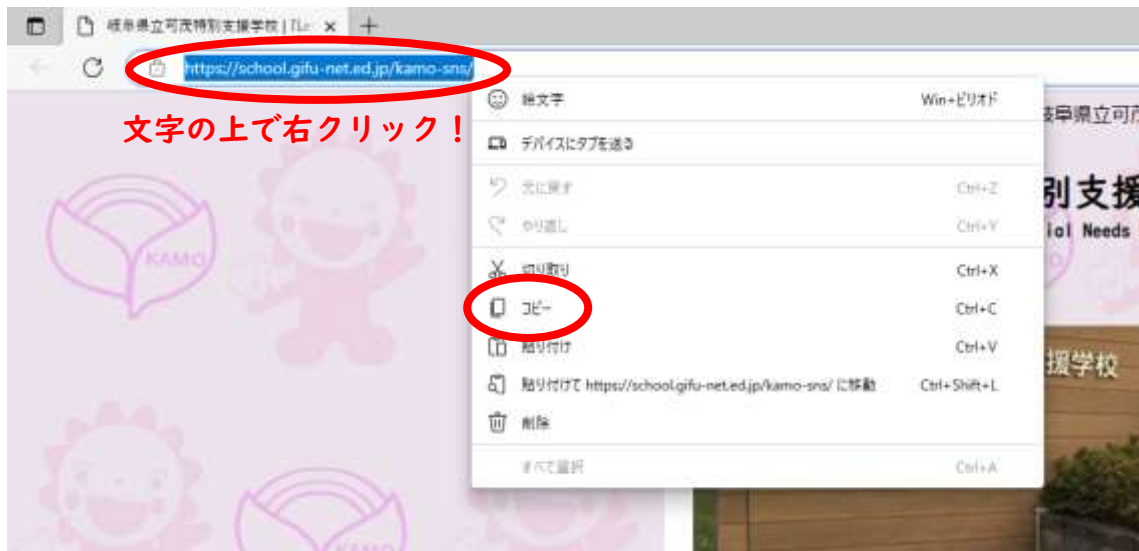 岐阜県立可茂特別支援学校 | 「Le
https://school.gifu-net.ed.jp/kamo-sns/
文字の上で右クリック！
絵文字 Win+ピリオド
デバイスにタブを送る
元に戻す Ctrl+Z
やり直し Ctrl+Y
切り取り Ctrl+X
コピー Ctrl+C
貼り付け Ctrl+V
貼り付けて https://school.gifu-net.ed.jp/kamo-sns/ に移動 Ctrl+Shift+L
削除
すべて選択 Ctrl+A
岐阜県立可
別支援
Needs
援学校
KAMO
KAMO